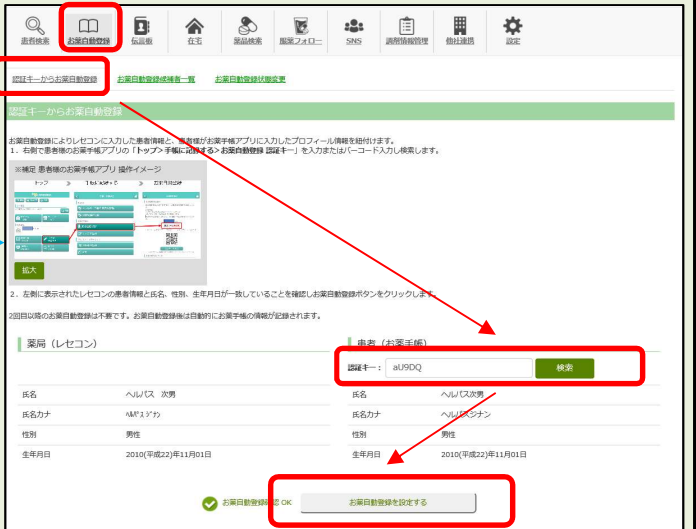 患者検索 お薬自動登録 伝言板 在宅 薬品検索 服薬フォロー SNS 調剤情報管理 他社連携 設定
認証キーからお薬自動登録 お薬自動登録候補者一覧 お薬自動登録状態変更
認証キーからお薬自動登録
お薬自動登録によりレセコンに入力した患者情報と、患者様がお薬手帳アプリに入力したプロフィール情報を紐付けます。
1. 右側で患者様のお薬手帳アプリの「トップ>手帳に記録する>お薬自動登録 認証キー」を入力またはバーコード入力し検索します。
※補足 患者様のお薬手帳アプリ 操作イメージ
トップ
拡大
2. 左側に表示されたレセコンの患者情報と氏名、性別、生年月日が一致していることを確認しお薬自動登録ボタンをクリックします。
2回目以降のお薬自動登録は不要です。お薬自動登録後は自動的にお薬手帳の情報が記録されます。
薬局（レセコン） 患者（お薬手帳）
認証キー： aU9DQ 検索
氏名 ヘルパス 次男 氏名 ヘルパス次男
氏名カナ ﾍﾙﾊﾟｽ ｼﾞﾅﾝ 氏名カナ ヘルパスジナン
性別 男性 性別 男性
生年月日 2010(平成22)年11月01日 生年月日 2010(平成22)年11月01日
お薬自動登録確認 OK お薬自動登録を設定する